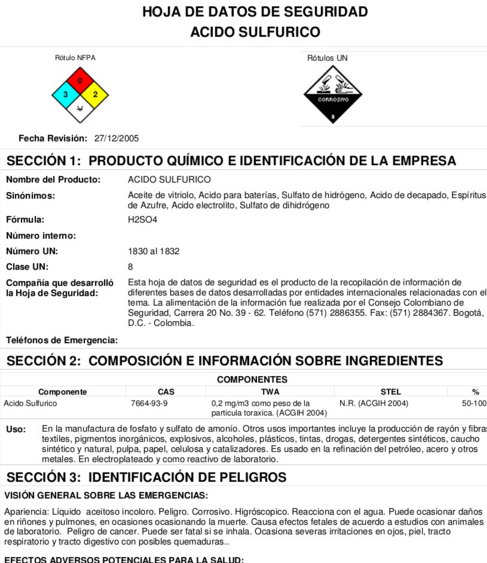 HOJA DE DATOS DE SEGURIDAD
ACIDO SULFURICO
Rótulo NFPA
Rótulos UN
0
3
2
W
CORROSIVO
8
Fecha Revisión: 27/12/2005
SECCIÓN 1: PRODUCTO QUÍMICO E IDENTIFICACIÓN DE LA EMPRESA
Nombre del Producto: ACIDO SULFURICO
Sinónimos: Aceite de vitriolo, Acido para baterías, Sulfato de hidrógeno, Acido de decapado, Espíritus
de Azufre, Acido electrolito, Sulfato de dihidrógeno
Fórmula: H2SO4
Número interno:
Número UN: 1830 al 1832
Clase UN: 8
Compañía que desarrolló Esta hoja de datos de seguridad es el producto de la recopilación de información de
la Hoja de Seguridad: diferentes bases de datos desarrolladas por entidades internacionales relacionadas con el
tema. La alimentación de la información fue realizada por el Consejo Colombiano de
Seguridad, Carrera 20 No. 39 - 62. Teléfono (571) 2886355. Fax: (571) 2884367. Bogotá,
D.C. - Colombia.
Teléfonos de Emergencia:
SECCIÓN 2: COMPOSICIÓN E INFORMACIÓN SOBRE INGREDIENTES
COMPONENTES
Componente CAS TWA STEL %
Acido Sulfurico 7664-93-9 0,2 mg/m3 como peso de la N.R. (ACGIH 2004) 50-100
partícula toraxica. (ACGIH 2004)
Uso: En la manufactura de fosfato y sulfato de amonio. Otros usos importantes incluye la producción de rayón y fibras
textiles, pigmentos inorgánicos, explosivos, alcoholes, plásticos, tintas, drogas, detergentes sintéticos, caucho
sintético y natural, pulpa, papel, celulosa y catalizadores. Es usado en la refinación del petróleo, acero y otros
metales. En electroplateado y como reactivo de laboratorio.
SECCIÓN 3: IDENTIFICACIÓN DE PELIGROS
VISIÓN GENERAL SOBRE LAS EMERGENCIAS:
Apariencia: Líquido aceitoso incoloro. Peligro. Corrosivo. Higróscopico. Reacciona con el agua. Puede ocasionar daños
en riñones y pulmones, en ocasiones ocasionando la muerte. Causa efectos fetales de acuerdo a estudios con animales
de laboratorio. Peligro de cancer. Puede ser fatal si se inhala. Ocasiona severas irritaciones en ojos, piel, tracto
respiratorio y tracto digestivo con posibles quemaduras..
EFECTOS ADVERSOS POTENCIALES PARA LA SALUD: